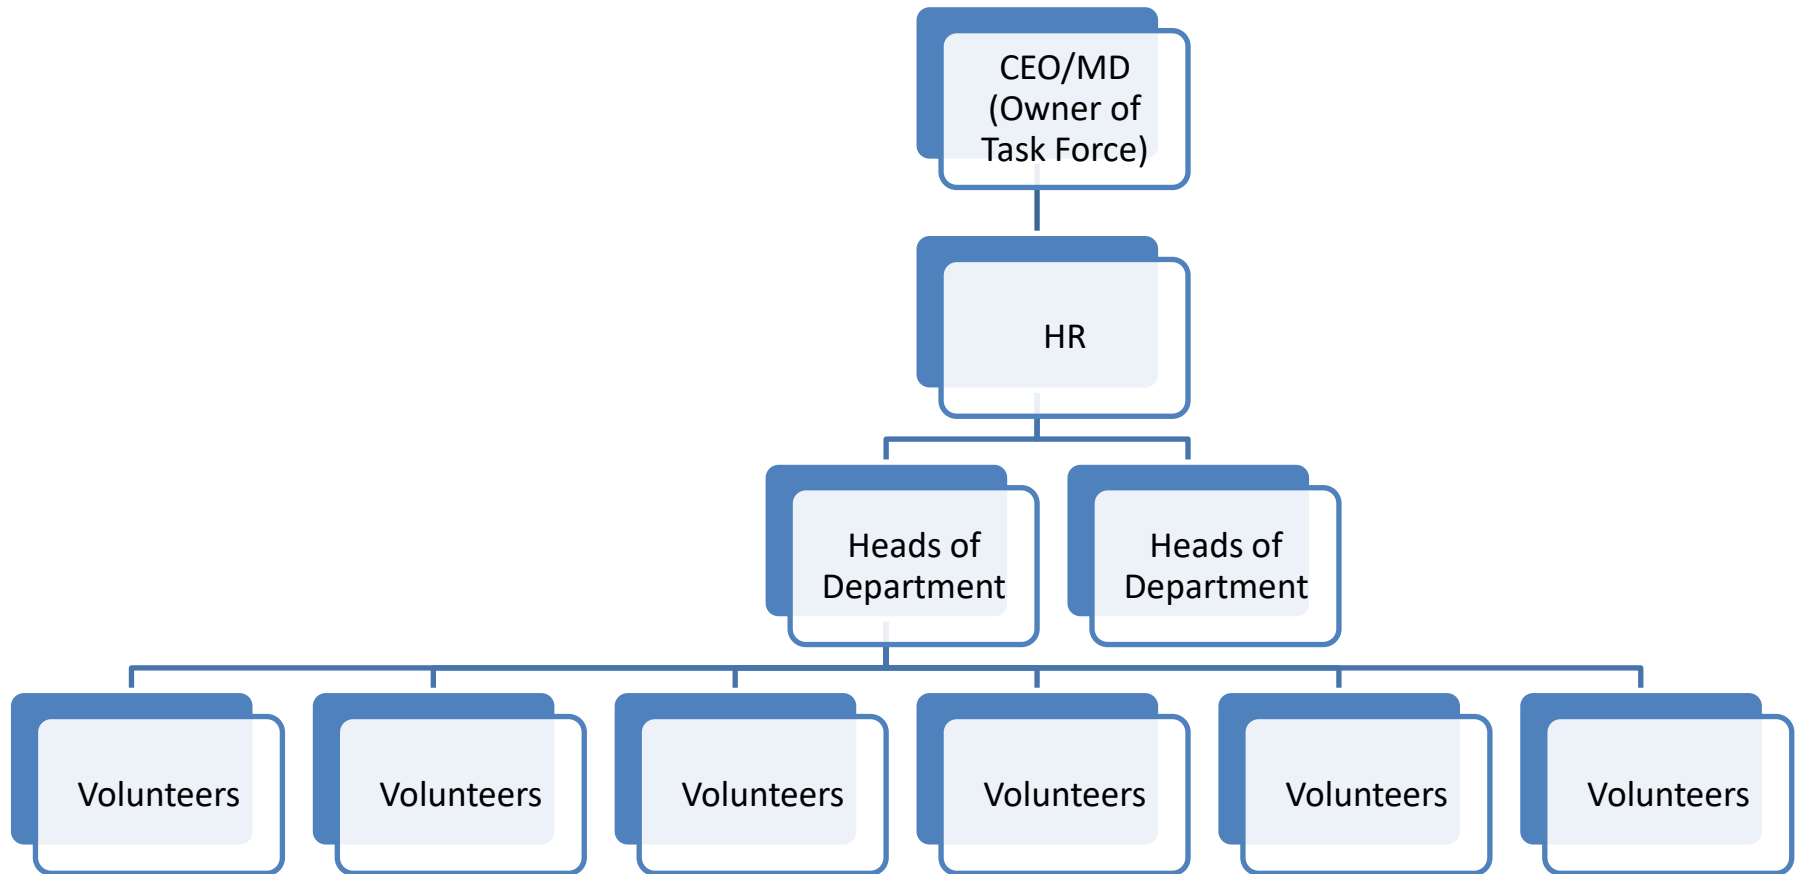 CEO/MD
(Owner of
Task Force)
HR
Heads of
Department
Heads of
Department
Volunteers
Volunteers
Volunteers
Volunteers
Volunteers
Volunteers